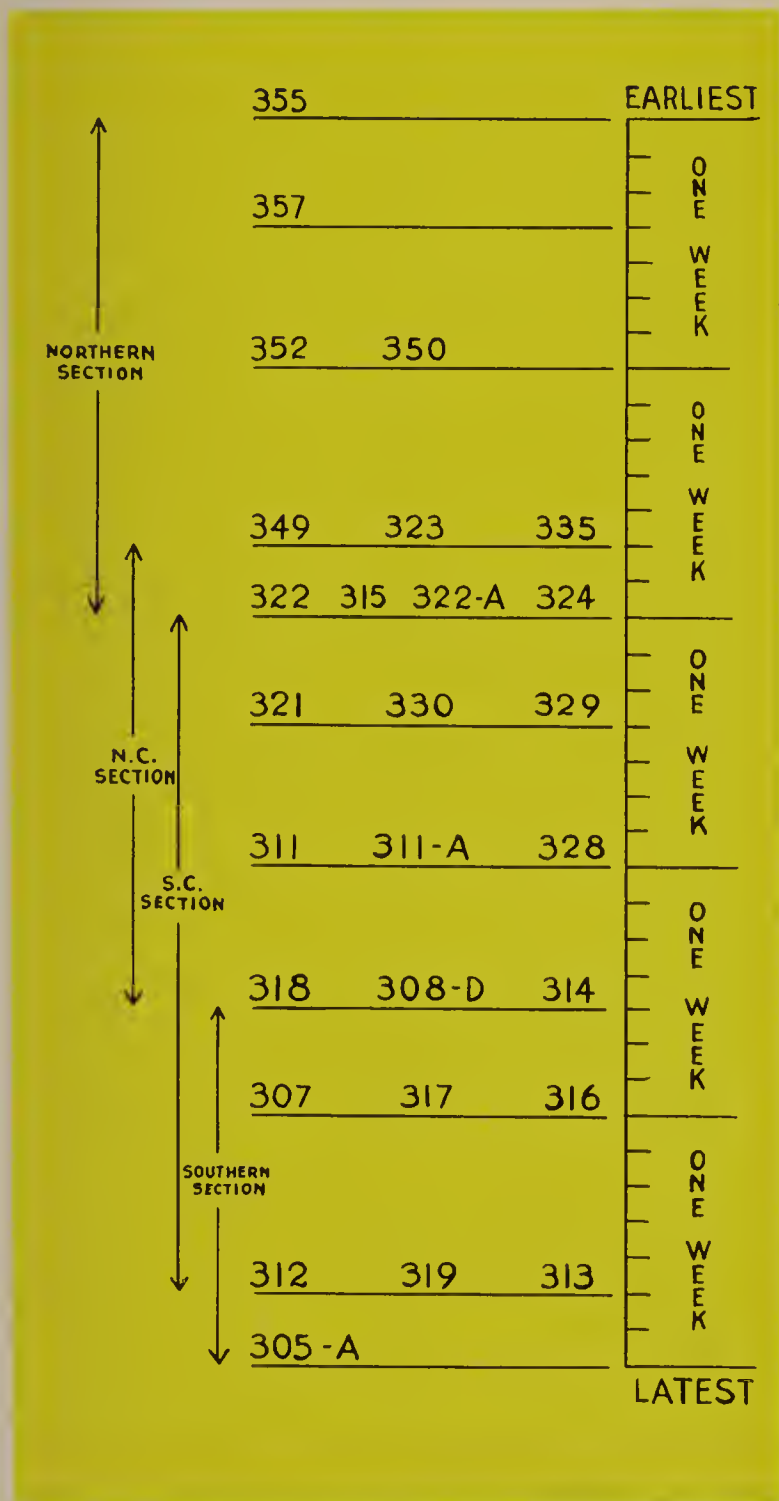 355 EARLIEST
357
ONE WEEK
NORTHERN
SECTION
352 350
ONE WEEK
349 323 335
322 315 322-A 324
ONE WEEK
321 330 329
N.C.
SECTION
311 311-A 328
S.C.
SECTION
ONE WEEK
318 308-D 314
307 317 316
SOUTHERN
SECTION
ONE WEEK
312 319 313
305-A
LATEST